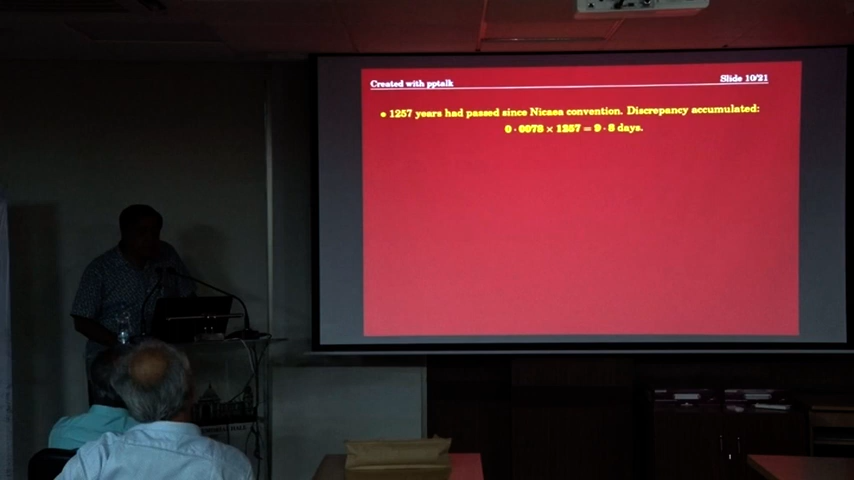 Created with pptalk
Slide 10/21
• 1257 years had passed since Nicaea convention. Discrepancy accumulated:
0·0078 × 1257 = 9·8 days.